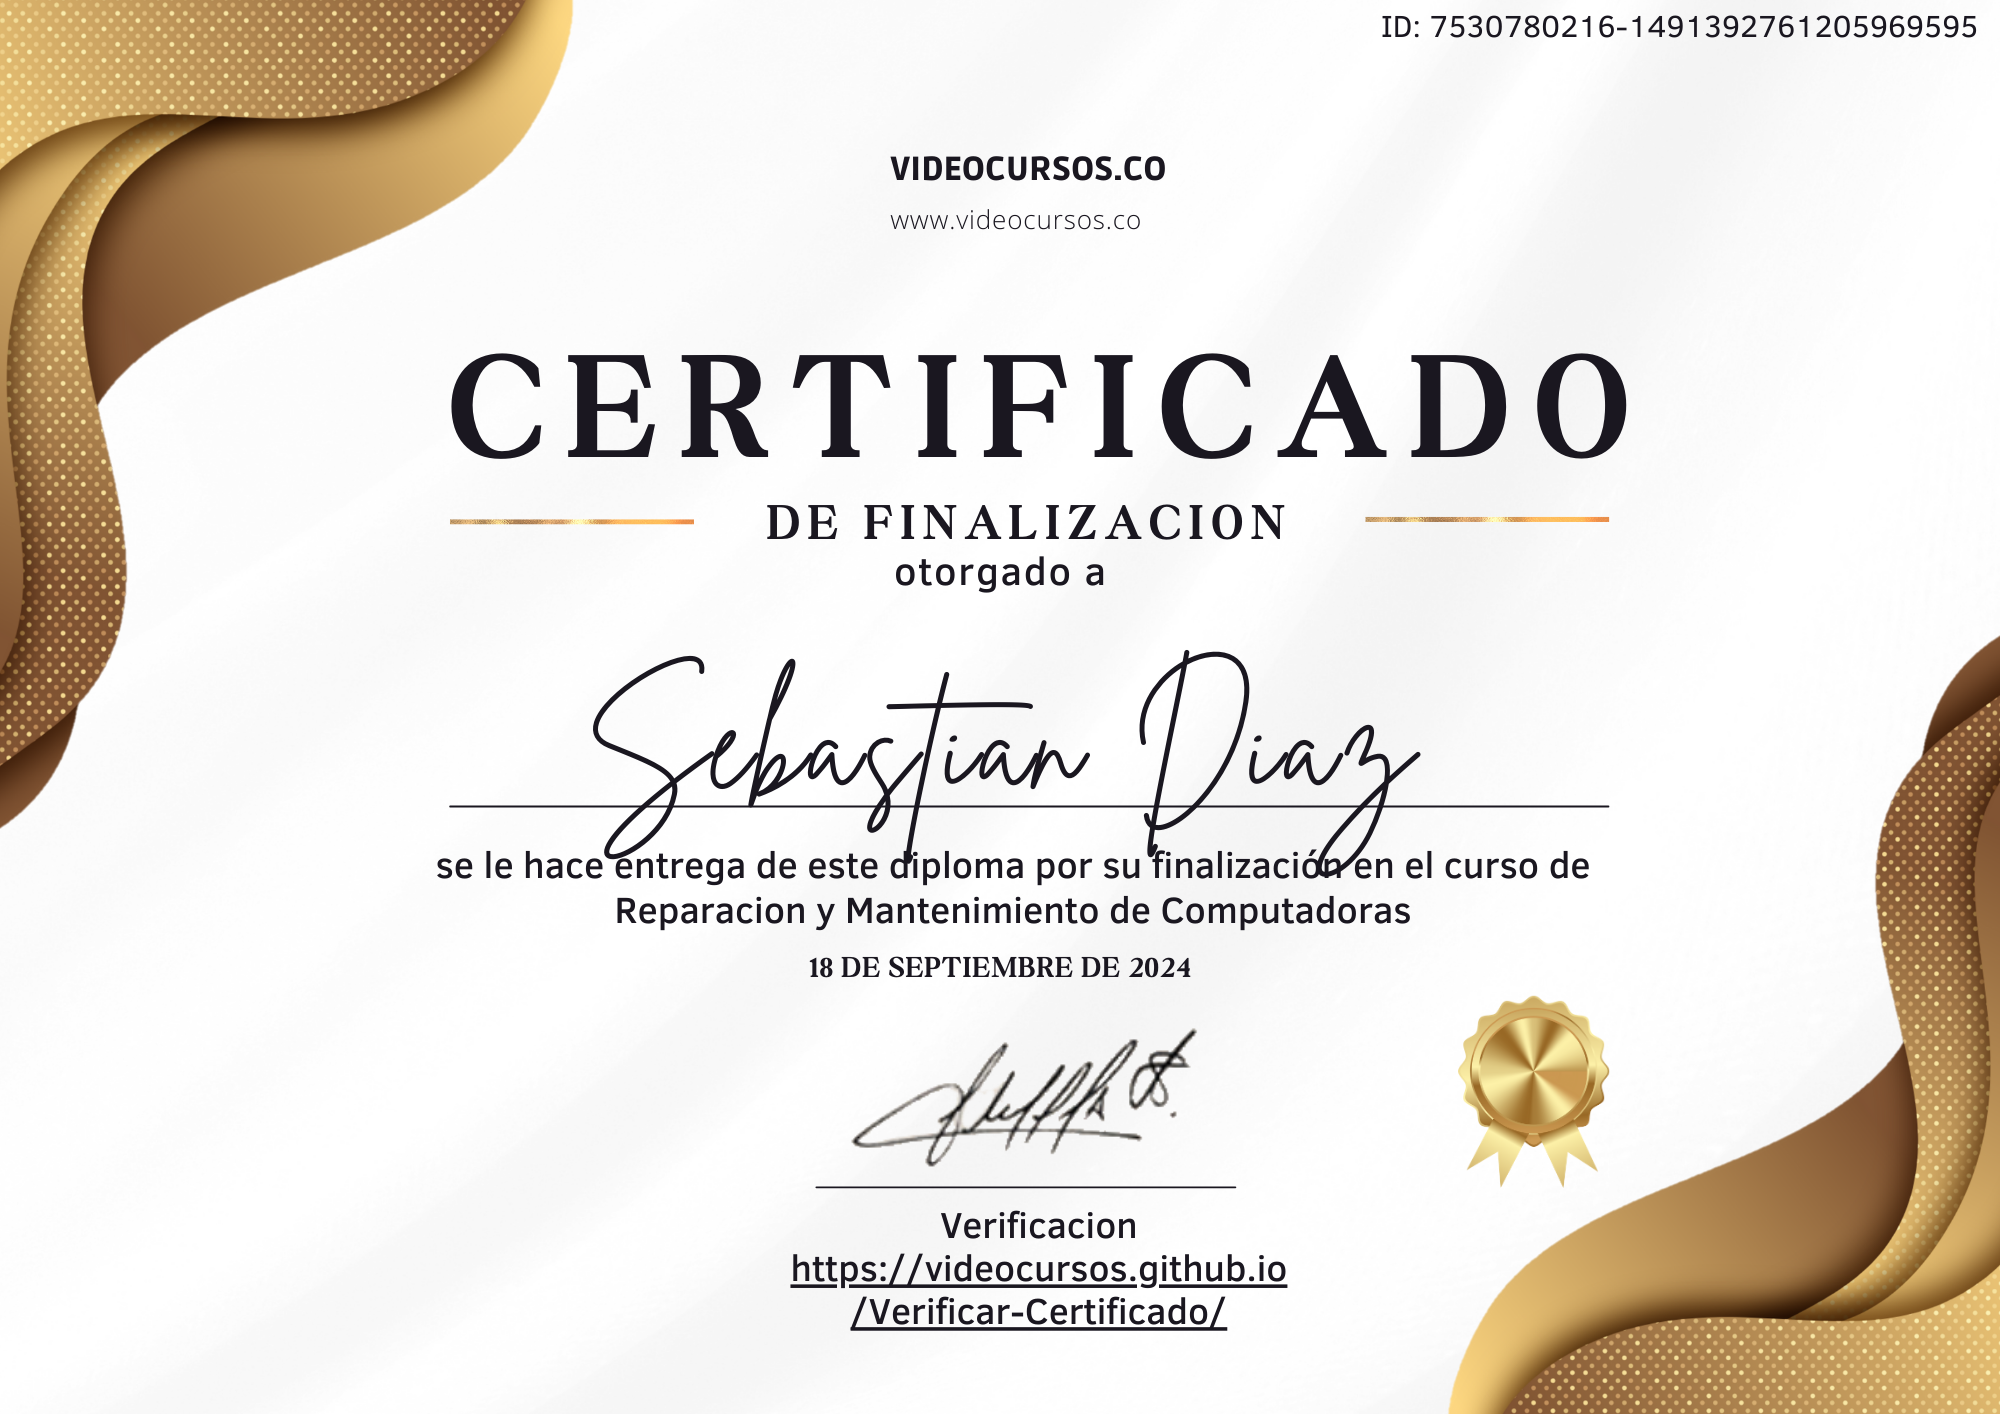 ID: 7530780216-1491392761205969595
VIDEOCURSOS.CO
www.videocursos.co
CERTIFICADO
DE FINALIZACION
otorgado a
Sebastian Diaz
se le hace entrega de este diploma por su finalización en el curso de
Reparacion y Mantenimiento de Computadoras
18 DE SEPTIEMBRE DE 2024
Verificacion
https://videocursos.github.io
/Verificar-Certificado/